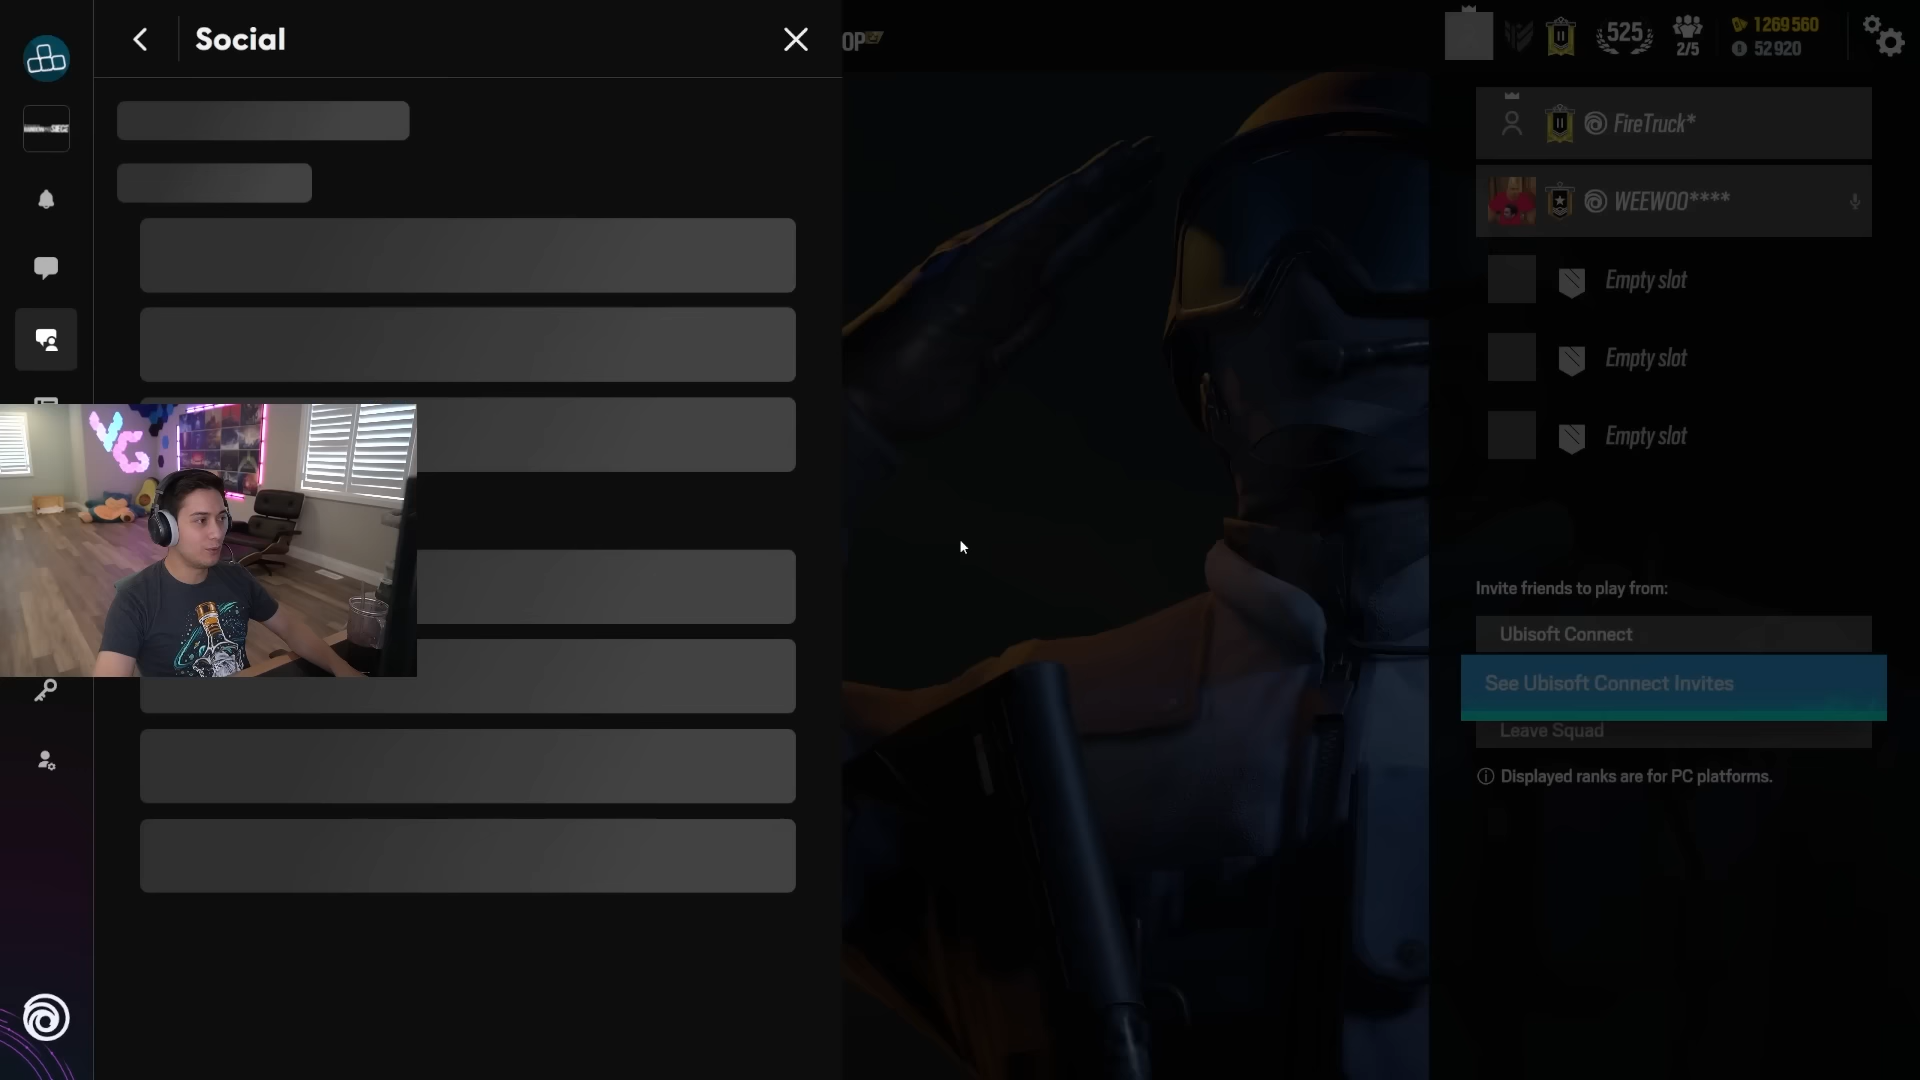 Social
OP
525
2/5
1269560
52920
II
FireTruck*
WEEWOO****
Empty slot
Empty slot
Empty slot
Invite friends to play from:
Ubisoft Connect
See Ubisoft Connect Invites
Leave Squad
Displayed ranks are for PC platforms.